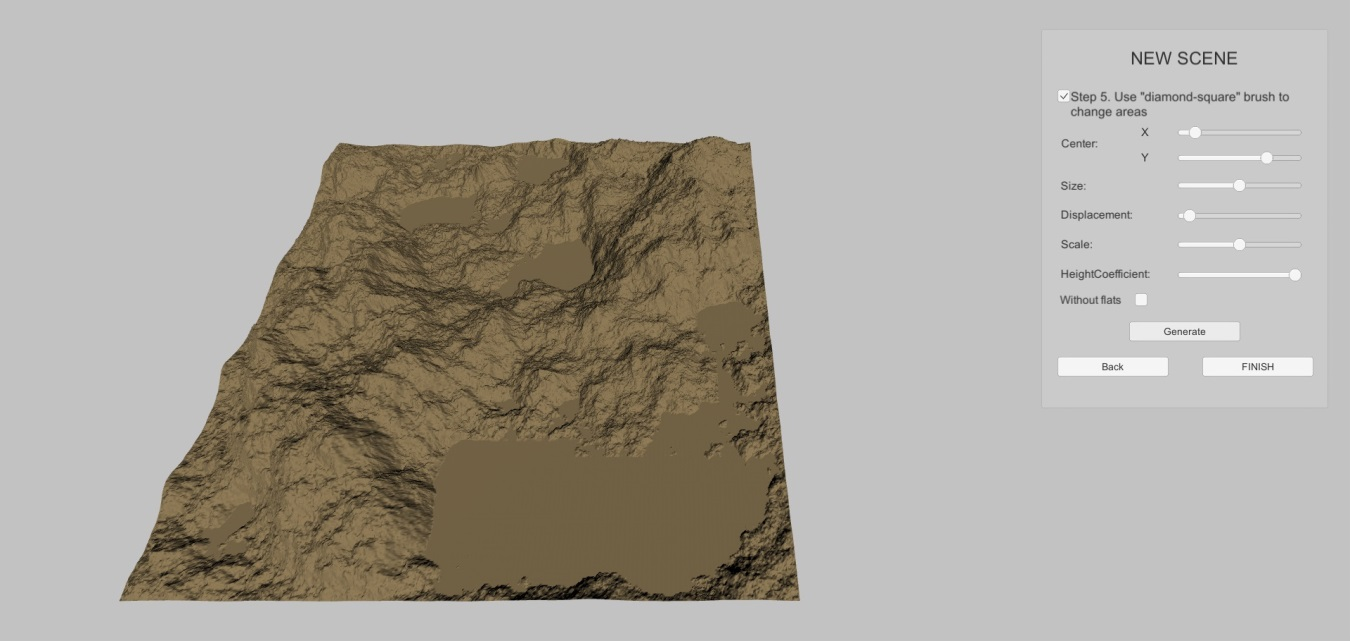 NEW SCENE
Step 5. Use "diamond-square" brush to
change areas
X
Center:
Y
Size:
Displacement:
Scale:
HeightCoefficient:
Without flats
Generate
Back FINISH